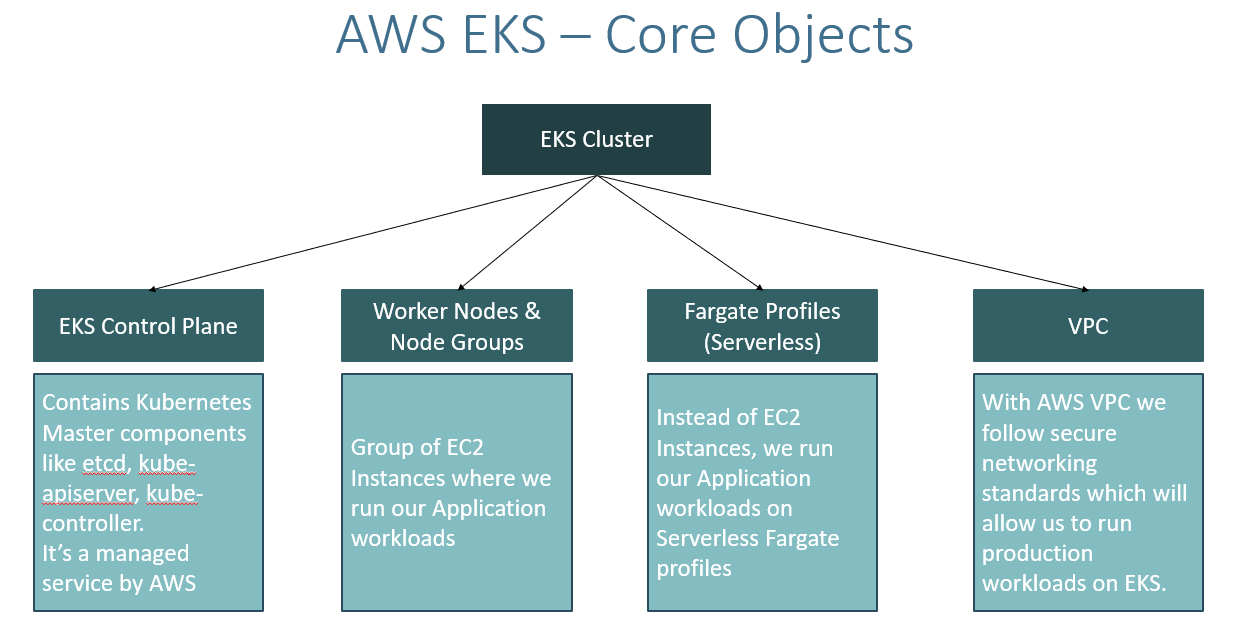 AWS EKS – Core Objects
EKS Cluster
EKS Control Plane
Contains Kubernetes
Master components
like etcd, kube-
apiserver, kube-
controller.
It’s a managed
service by AWS
Worker Nodes &
Node Groups
Group of EC2
Instances where we
run our Application
workloads
Fargate Profiles
(Serverless)
Instead of EC2
Instances, we run
our Application
workloads on
Serverless Fargate
profiles
VPC
With AWS VPC we
follow secure
networking
standards which will
allow us to run
production
workloads on EKS.